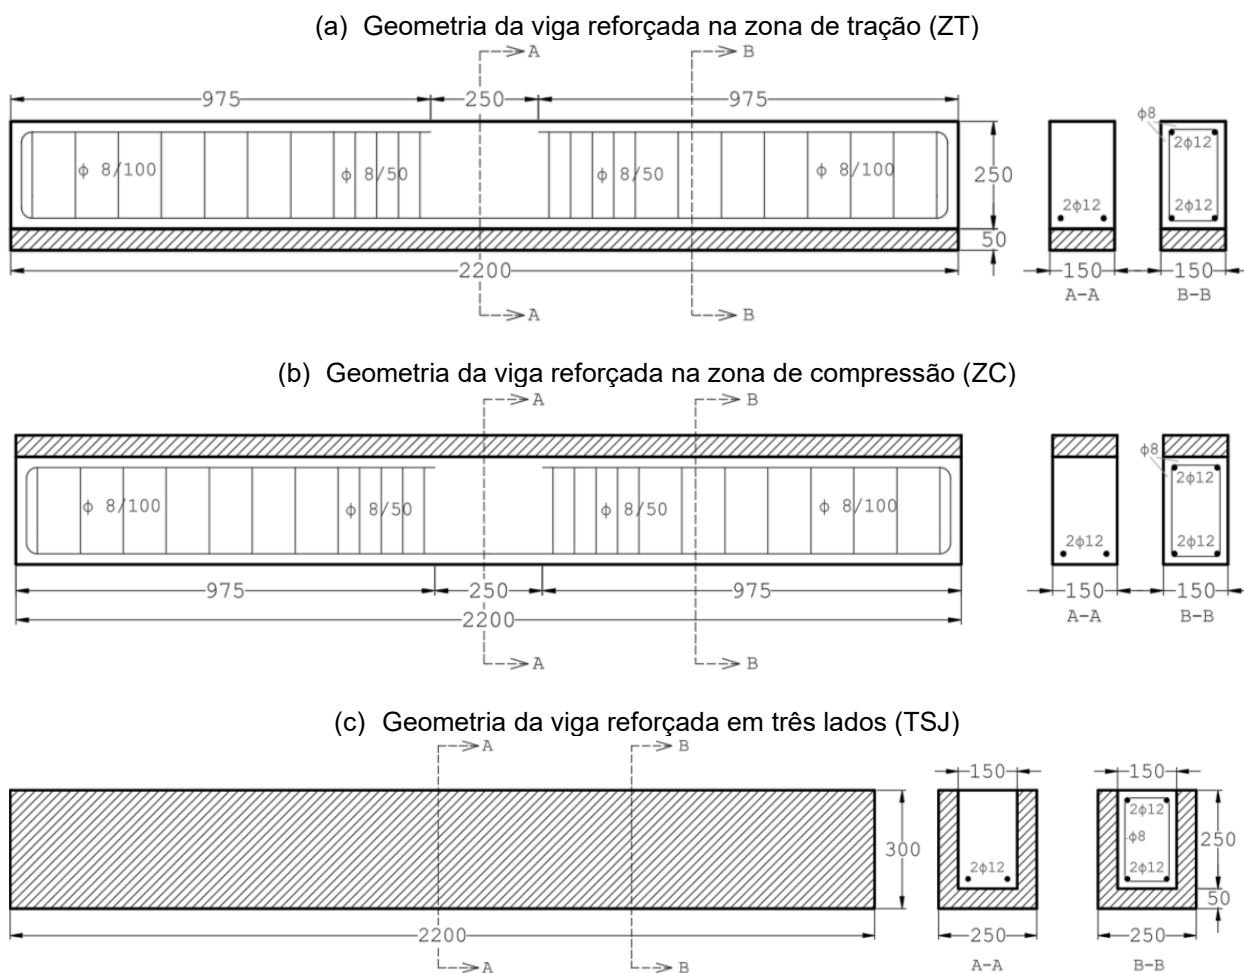 (a) Geometria da viga reforçada na zona de tração (ZT)
A B
975 250 975
ϕ 8/100 ϕ 8/50 ϕ 8/50 ϕ 8/100
250
50
2200
A B
ϕ8
2ϕ12
2ϕ12 2ϕ12
150 150
A-A B-B
(b) Geometria da viga reforçada na zona de compressão (ZC)
A B
ϕ 8/100 ϕ 8/50 ϕ 8/50 ϕ 8/100
975 250 975
2200
A B
ϕ8
2ϕ12
2ϕ12 2ϕ12
150 150
A-A B-B
(c) Geometria da viga reforçada em três lados (TSJ)
A B
300
2200
A B
150 150
2ϕ12
ϕ8
2ϕ12 2ϕ12
250
50
250 250
A-A B-B